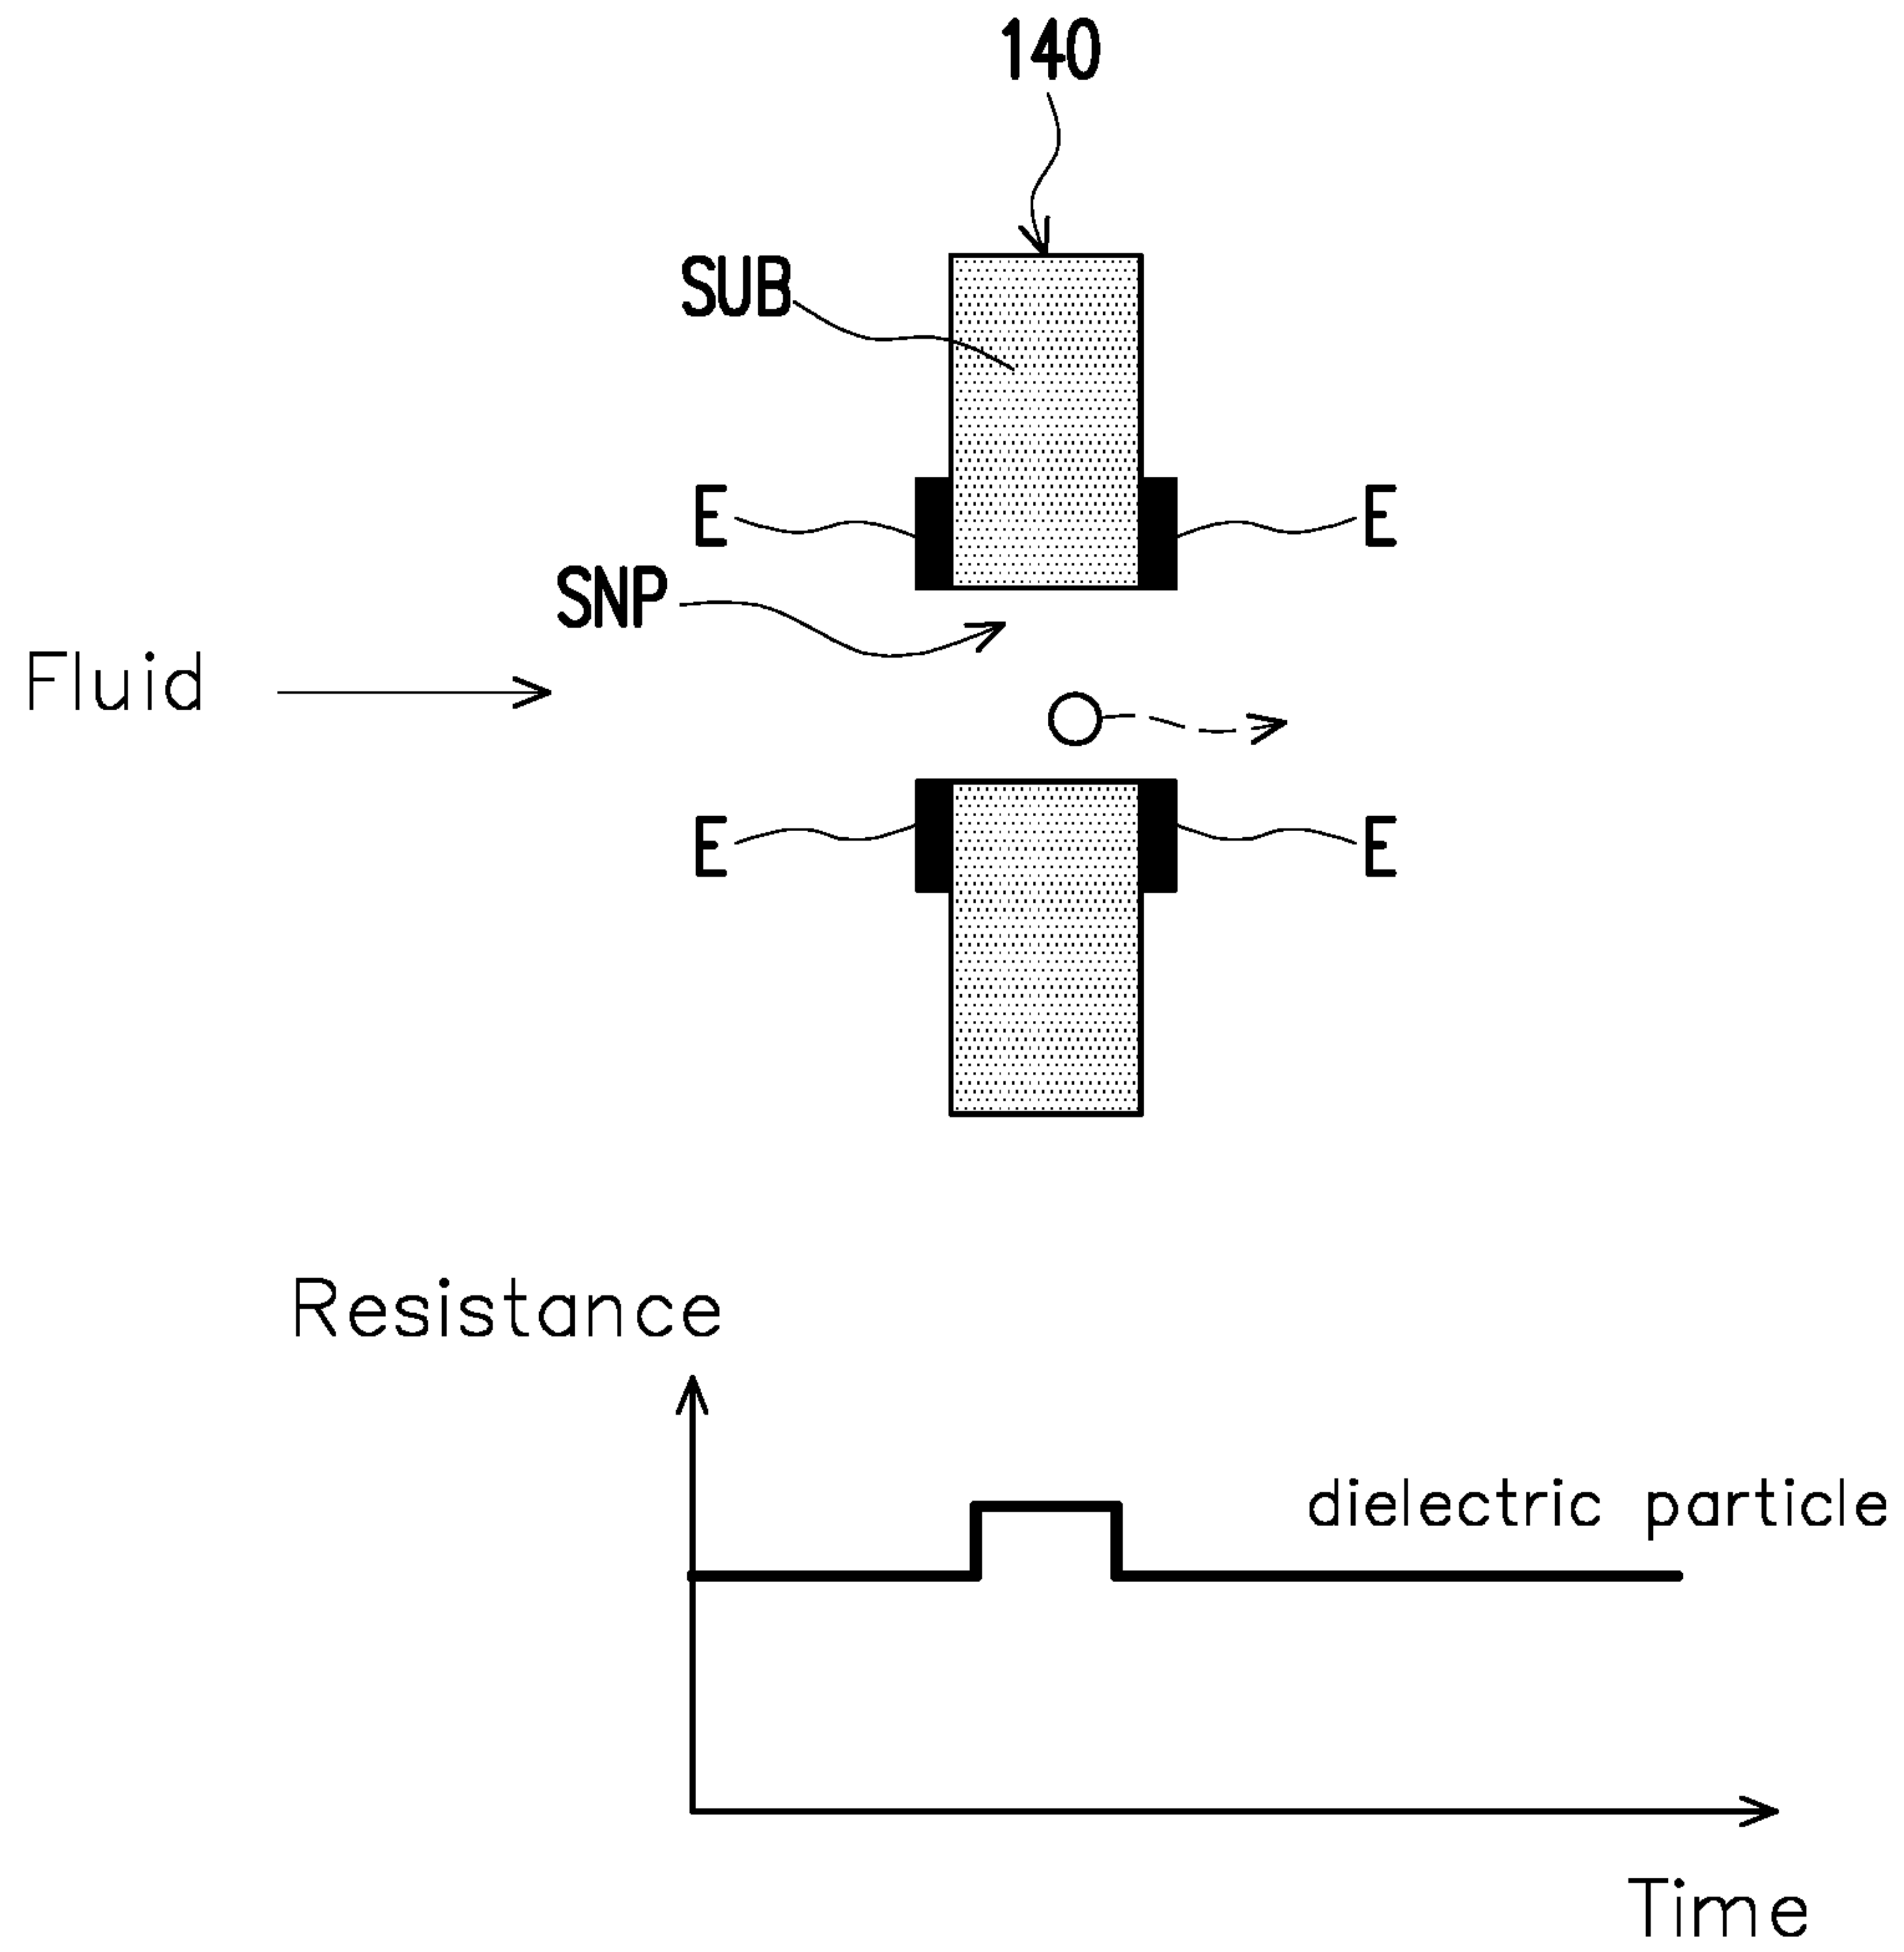 140
SUB
E
E
SNP
Fluid
E
E
Resistance
dielectric particle
Time